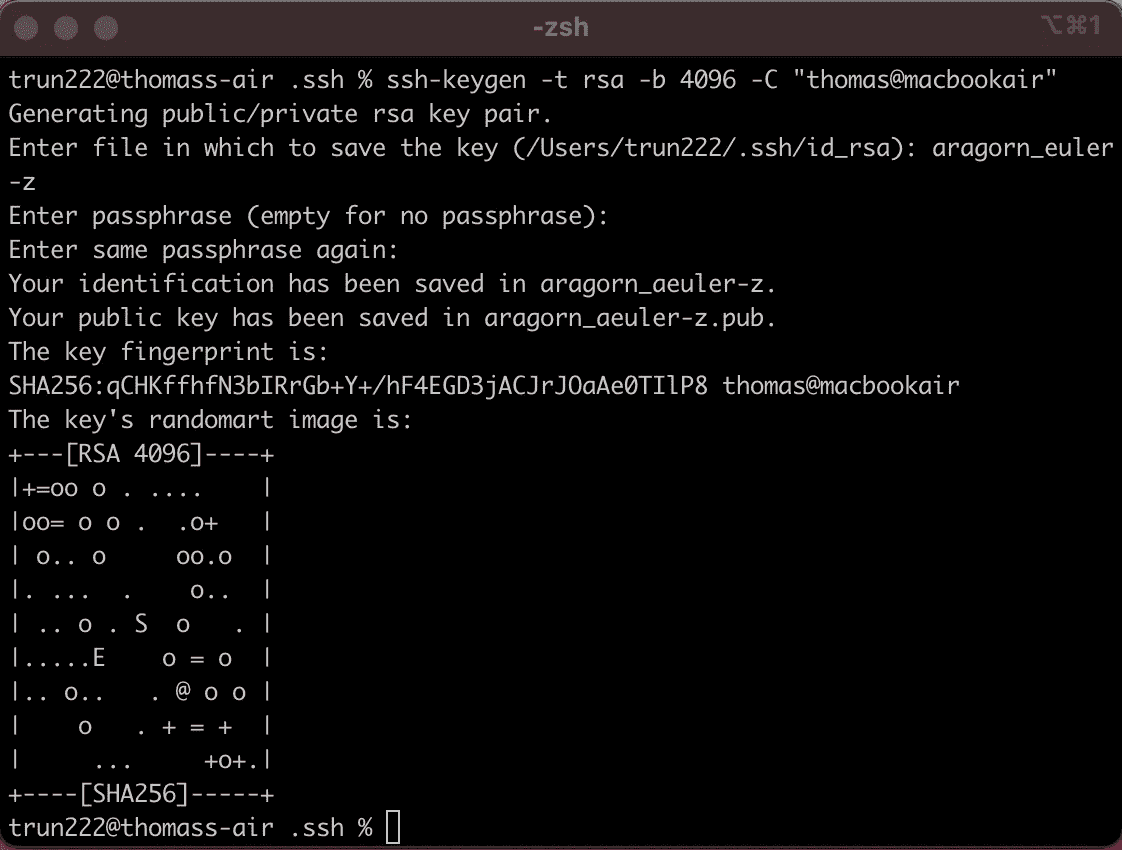 -zsh
⌥⌘1
trun222@thomass-air .ssh % ssh-keygen -t rsa -b 4096 -C "thomas@macbookair"
Generating public/private rsa key pair.
Enter file in which to save the key (/Users/trun222/.ssh/id_rsa): aragorn_euler
-z
Enter passphrase (empty for no passphrase):
Enter same passphrase again:
Your identification has been saved in aragorn_aeuler-z.
Your public key has been saved in aragorn_aeuler-z.pub.
The key fingerprint is:
SHA256:qCHKffhfN3bIRrGb+Y+/hF4EGD3jACJrJOaAe0TIlP8 thomas@macbookair
The key's randomart image is:
+---[RSA 4096]----+
|+=oo o . ....    |
|oo= o o .  .o+   |
| o.. o     oo.o  |
|. ...  .    o..  |
| .. o . S  o   . |
|.....E    o = o  |
|.. o..   . @ o o |
|    o   . + = +  |
|     ...     +o+.|
+----[SHA256]-----+
trun222@thomass-air .ssh %